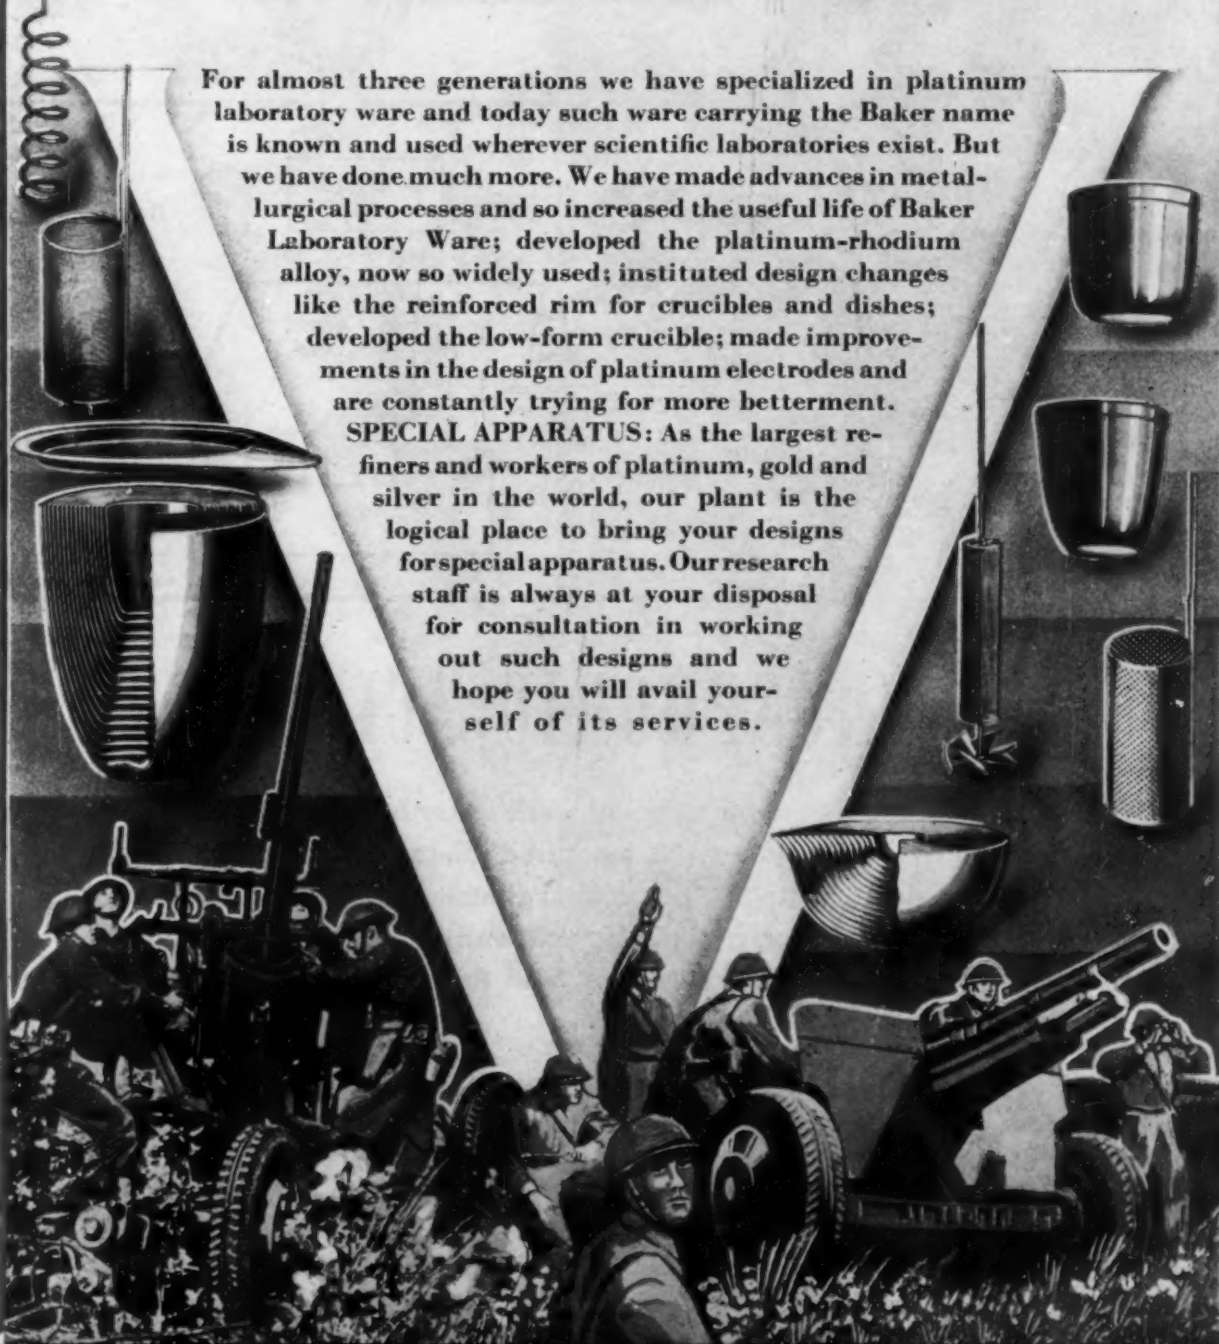 For almost three generations we have specialized in platinum
laboratory ware and today such ware carrying the Baker name
is known and used wherever scientific laboratories exist. But
we have done much more. We have made advances in metal-
lurgical processes and so increased the useful life of Baker
Laboratory Ware; developed the platinum-rhodium
alloy, now so widely used; instituted design changes
like the reinforced rim for crucibles and dishes;
developed the low-form crucible; made improve-
ments in the design of platinum electrodes and
are constantly trying for more betterment.
SPECIAL APPARATUS: As the largest re-
finers and workers of platinum, gold and
silver in the world, our plant is the
logical place to bring your designs
for special apparatus. Our research
staff is always at your disposal
for consultation in working
out such designs and we
hope you will avail your-
self of its services.